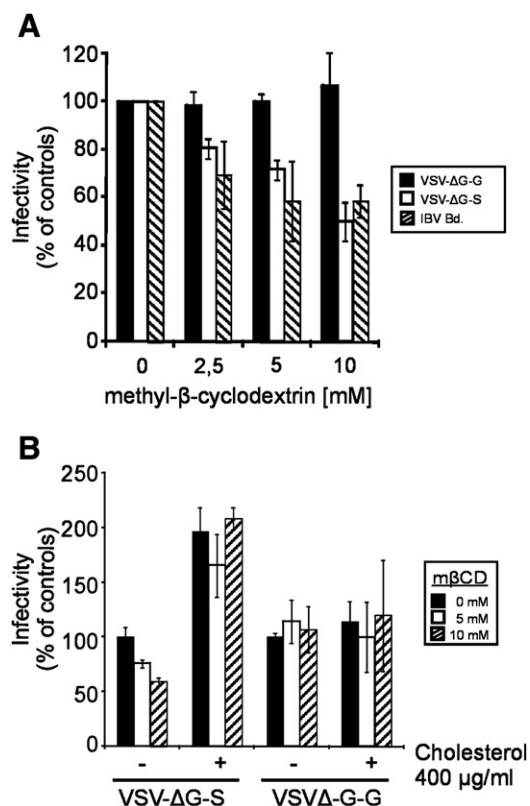 A
Infectivity
(% of controls)
120
100
80
60
40
20
0
0 2,5 5 10
methyl-β-cyclodextrin [mM]
VSV-ΔG-G
VSV-ΔG-S
IBV Bd.
B
Infectivity
(% of controls)
250
200
150
100
50
0
mβCD
0 mM
5 mM
10 mM
- + - + Cholesterol
400 µg/ml
VSV-ΔG-S VSVΔ-G-G